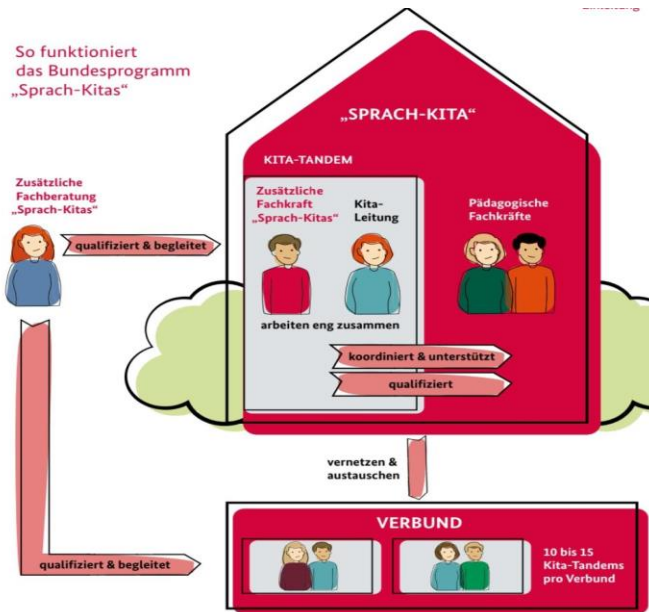 So funktioniert
das Bundesprogramm
„Sprach-Kitas“
„SPRACH-KITA“
KITA-TANDEM
Zusätzliche
Fachberatung
„Sprach-Kitas“
Zusätzliche
Fachkraft
„Sprach-Kitas“
Kita-
Leitung
Pädagogische
Fachkräfte
qualifiziert & begleitet
arbeiten eng zusammen
koordiniert & unterstützt
qualifiziert
vernetzen &
austauschen
VERBUND
10 bis 15
Kita-Tandems
pro Verbund
qualifiziert & begleitet